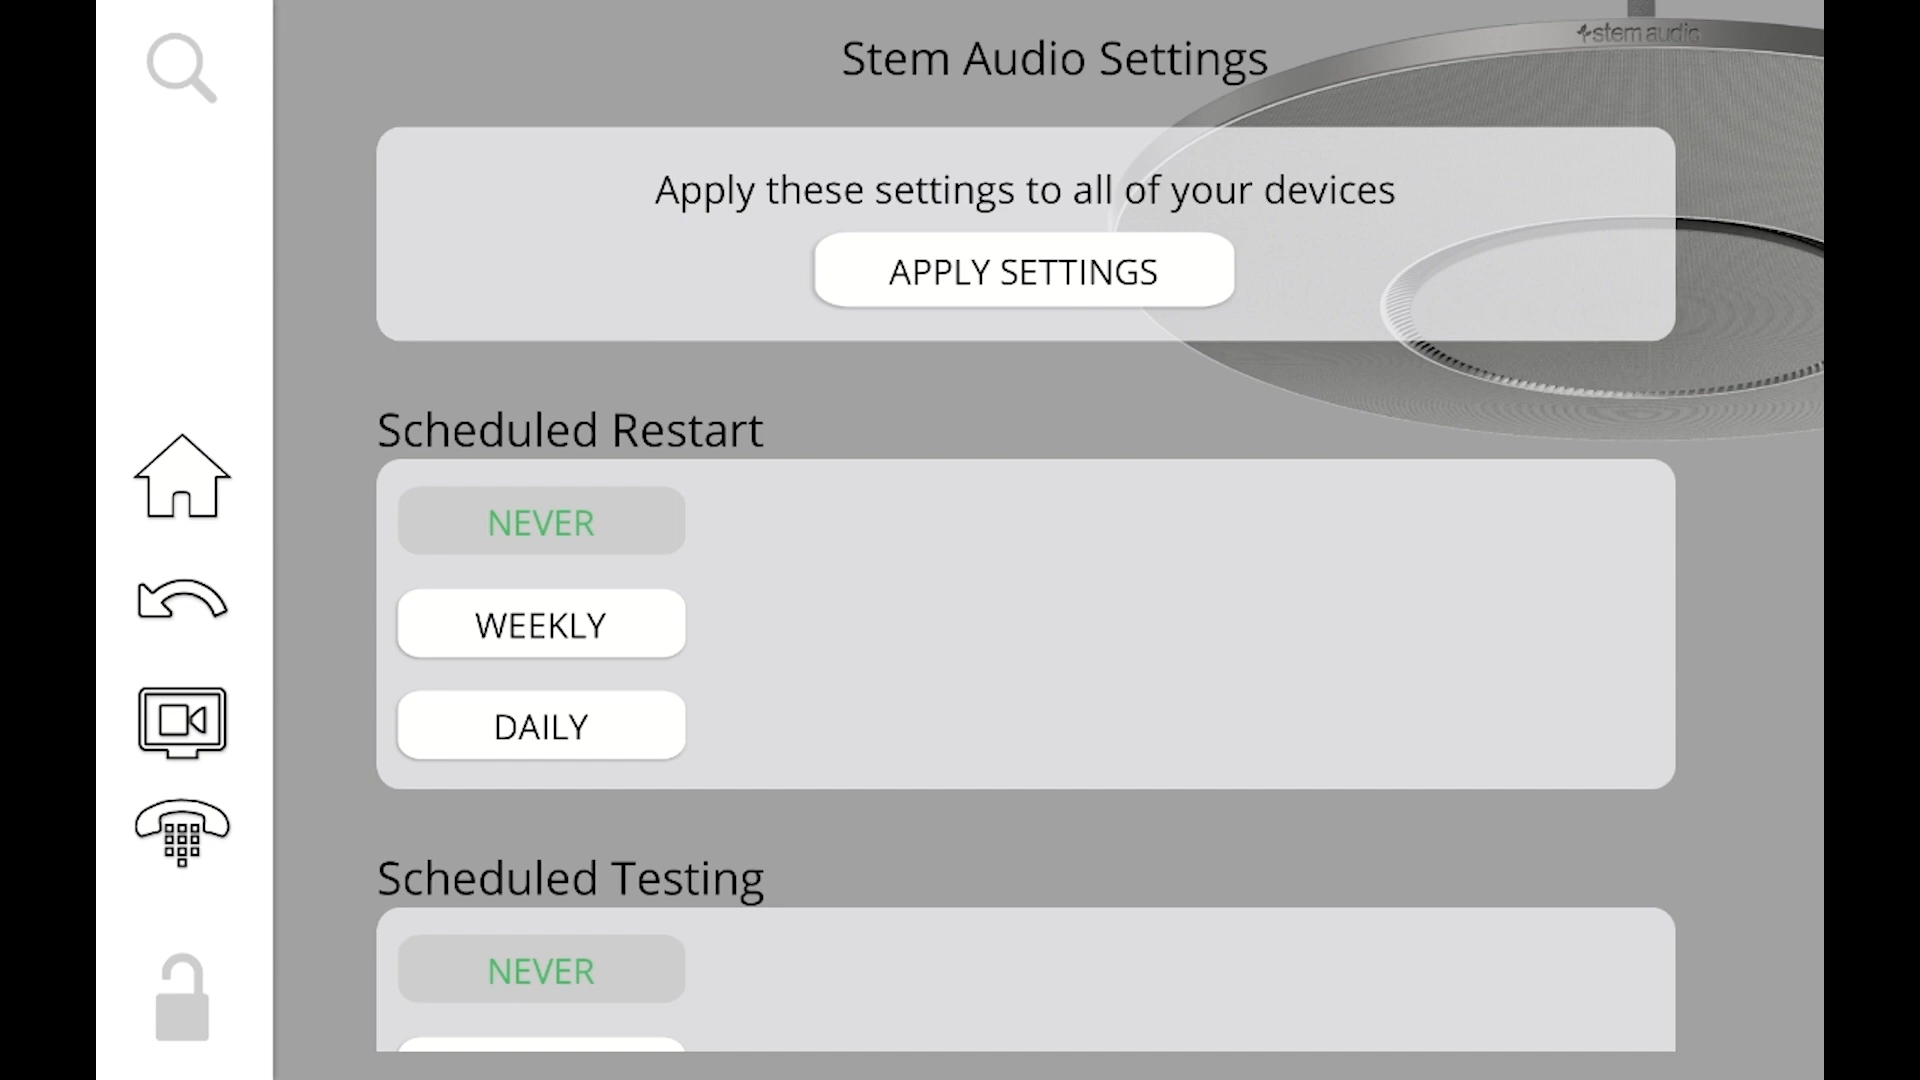 stem audio
Stem Audio Settings
Apply these settings to all of your devices
APPLY SETTINGS
Scheduled Restart
NEVER
WEEKLY
DAILY
Scheduled Testing
NEVER